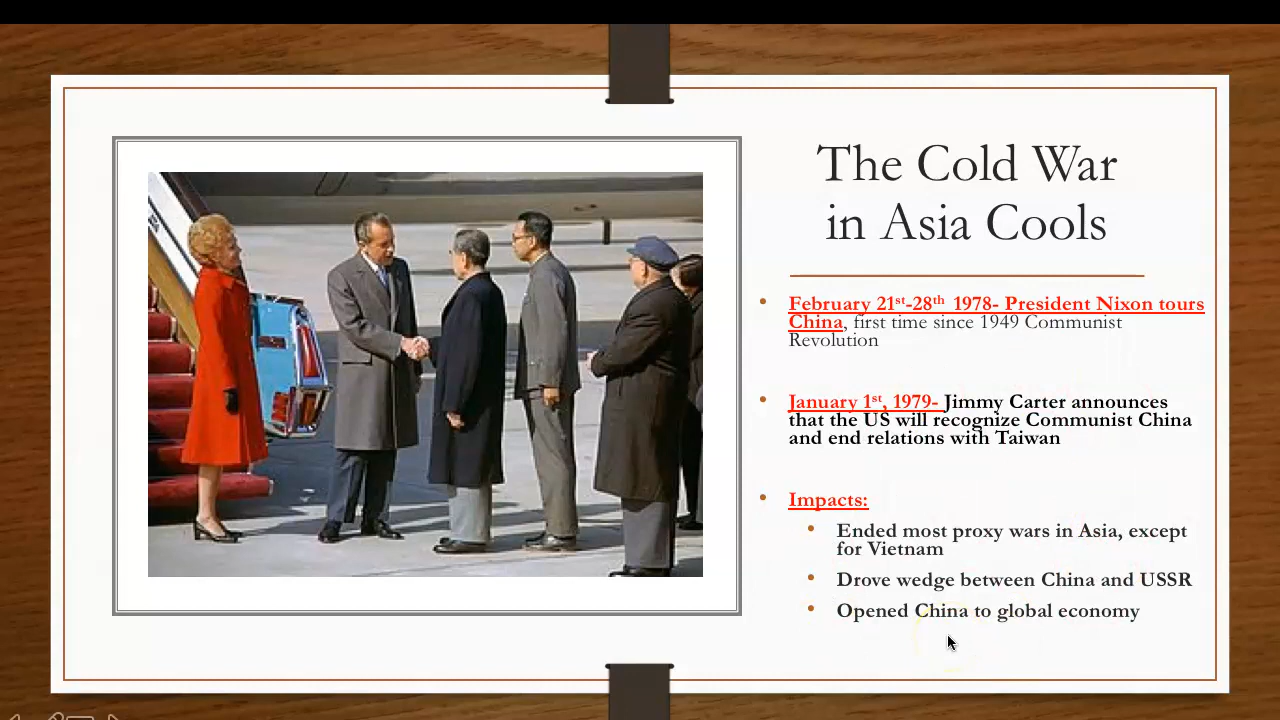 The Cold War
in Asia Cools
• February 21st-28th 1978- President Nixon tours
China, first time since 1949 Communist
Revolution
• January 1st, 1979- Jimmy Carter announces
that the US will recognize Communist China
and end relations with Taiwan
• Impacts:
• Ended most proxy wars in Asia, except
for Vietnam
• Drove wedge between China and USSR
• Opened China to global economy